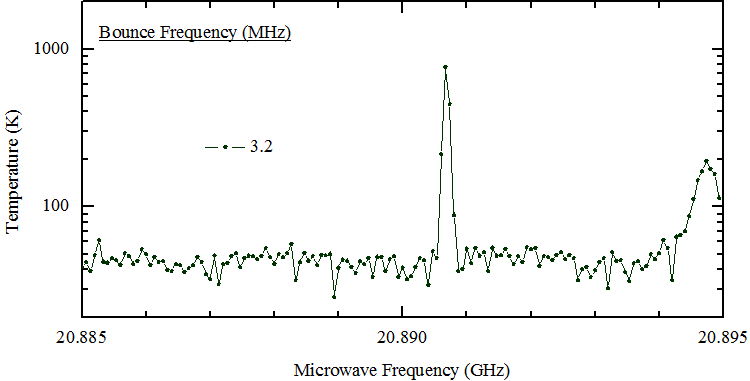 Bounce Frequency (MHz)
1000
3.2
Temperature (K)
100
20.885
20.890
20.895
Microwave Frequency (GHz)